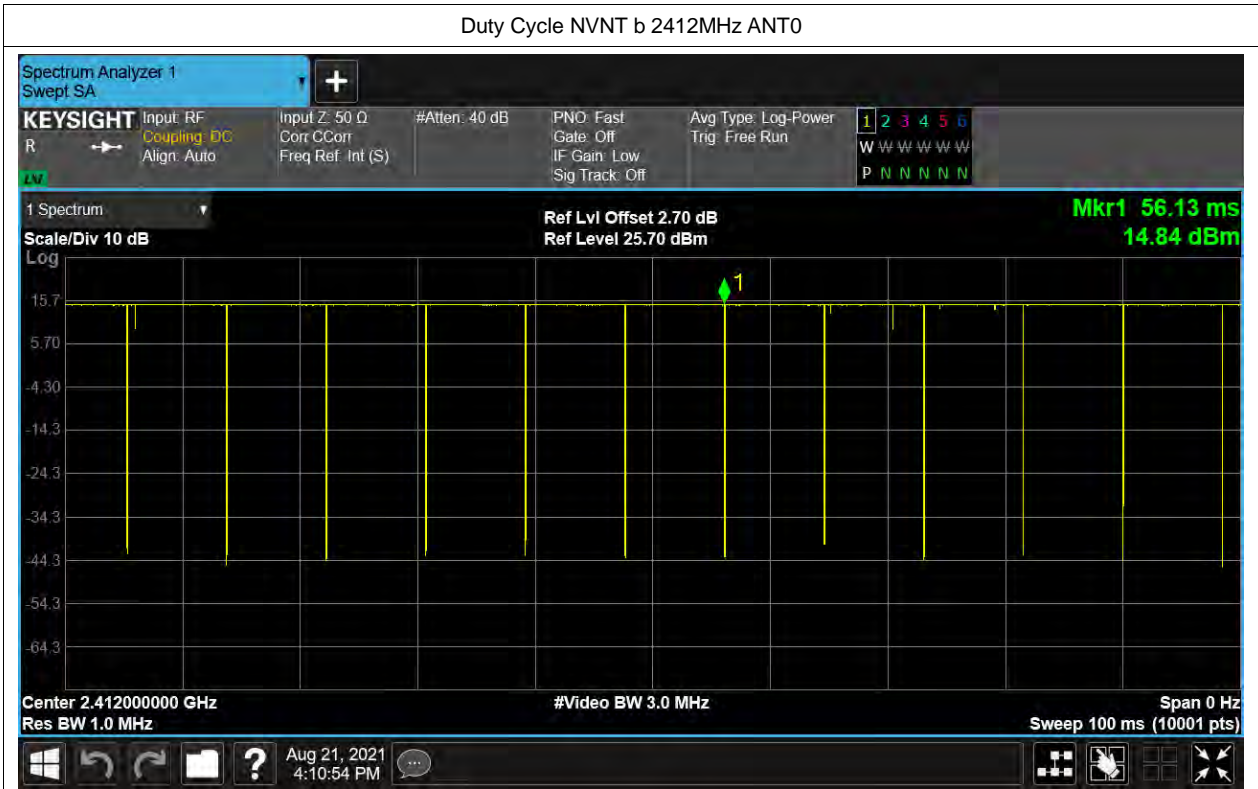 Duty Cycle NVNT b 2412MHz ANT0
Spectrum Analyzer 1
Swept SA
+
KEYSIGHT
R
LXI
Input: RF
Coupling: DC
Align: Auto
Input Z: 50 Ω
Corr CCorr
Freq Ref: Int (S)
#Atten: 40 dB
PNO: Fast
Gate: Off
IF Gain: Low
Sig Track: Off
Avg Type: Log-Power
Trig: Free Run
1 2 3 4 5 6
W W W W W W
P N N N N N
1 Spectrum
Scale/Div 10 dB
Ref Lvl Offset 2.70 dB
Ref Level 25.70 dBm
Mkr1 56.13 ms
14.84 dBm
Log
1
15.7
5.70
-4.30
-14.3
-24.3
-34.3
-44.3
-54.3
-64.3
Center 2.412000000 GHz
Res BW 1.0 MHz
#Video BW 3.0 MHz
Span 0 Hz
Sweep 100 ms (10001 pts)
?
Aug 21, 2021
4:10:54 PM